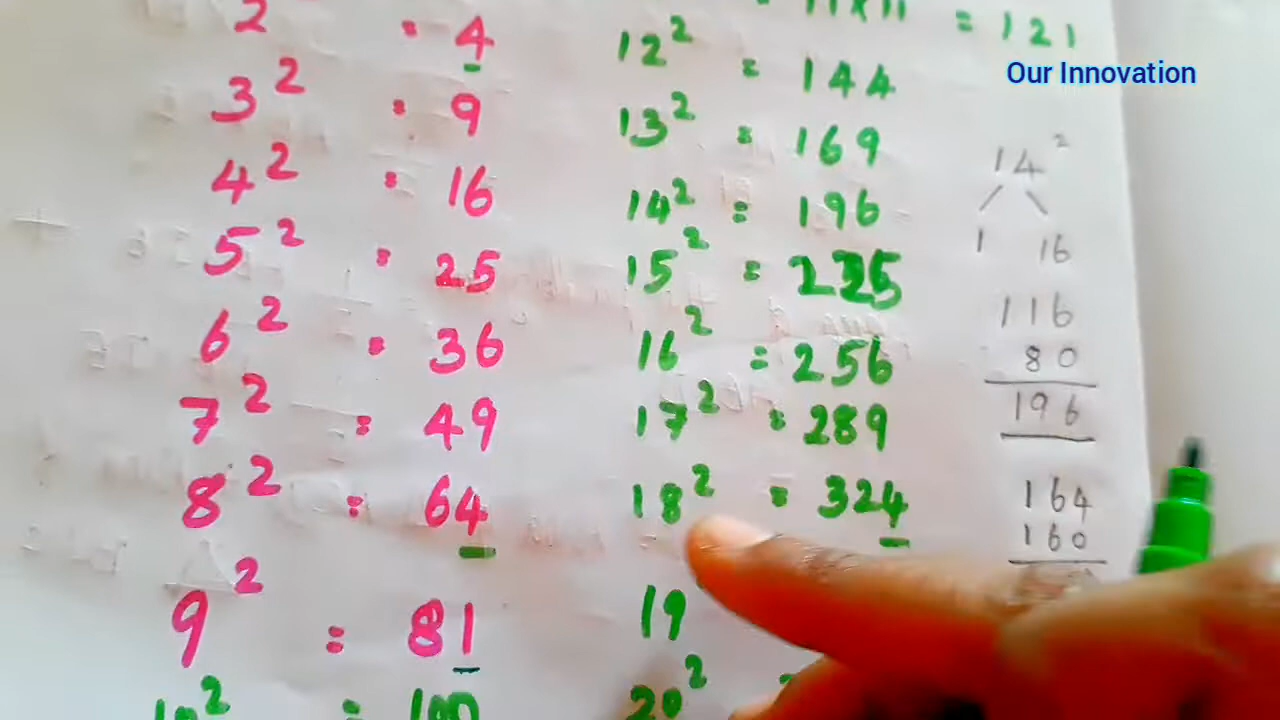 2 = 4
3² = 9
4² = 16
5² = 25
6² = 36
7² = 49
8² = 64
9² = 81
10² = 100
11×11 = 121
12² = 144
13² = 169
14² = 196
15² = 225
16² = 256
17² = 289
18² = 324
19
20²
Our Innovation
14²
1 16
116
80
196
164
160